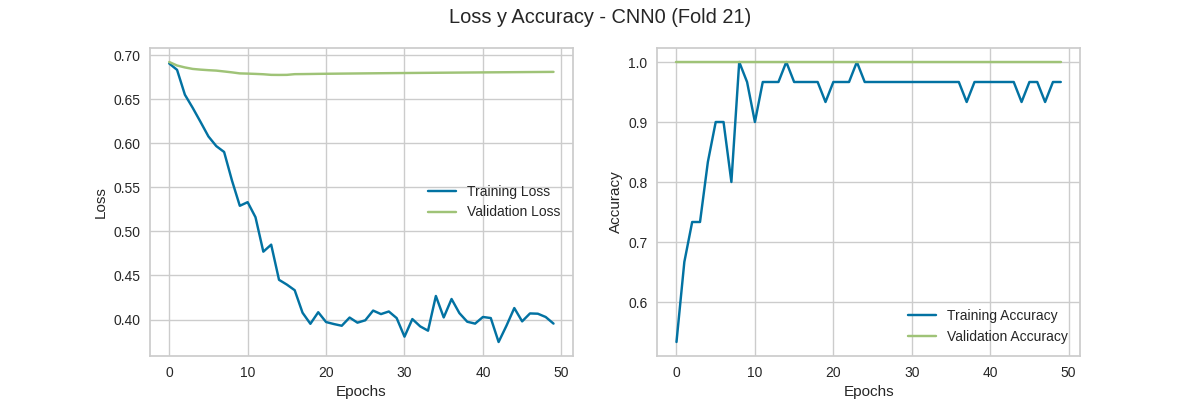 Loss y Accuracy - CNN0 (Fold 21)
0.70
0.65
0.60
0.55
0.50
0.45
0.40
Loss
0 10 20 30 40 50
Epochs
Training Loss
Validation Loss
1.0
0.9
0.8
0.7
0.6
Accuracy
0 10 20 30 40 50
Epochs
Training Accuracy
Validation Accuracy